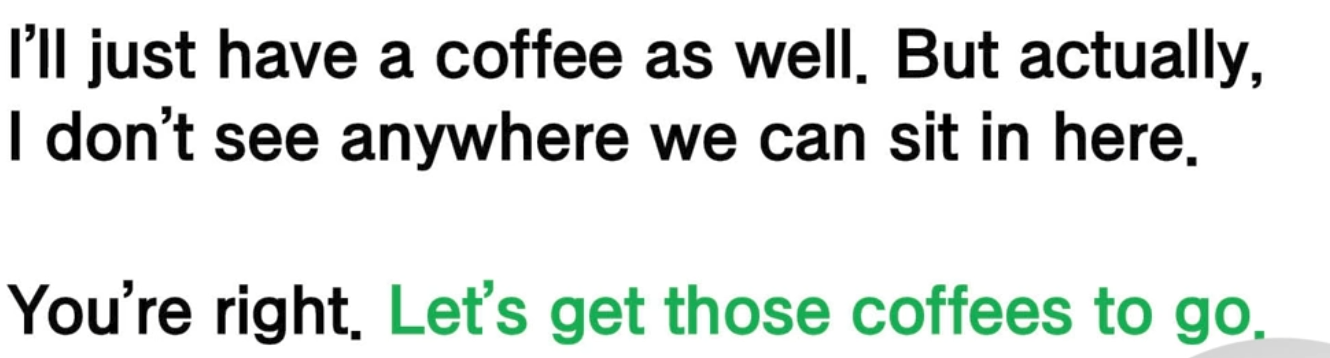 I’ll just have a coffee as well. But actually,
I don’t see anywhere we can sit in here.
You’re right. Let’s get those coffees to go.